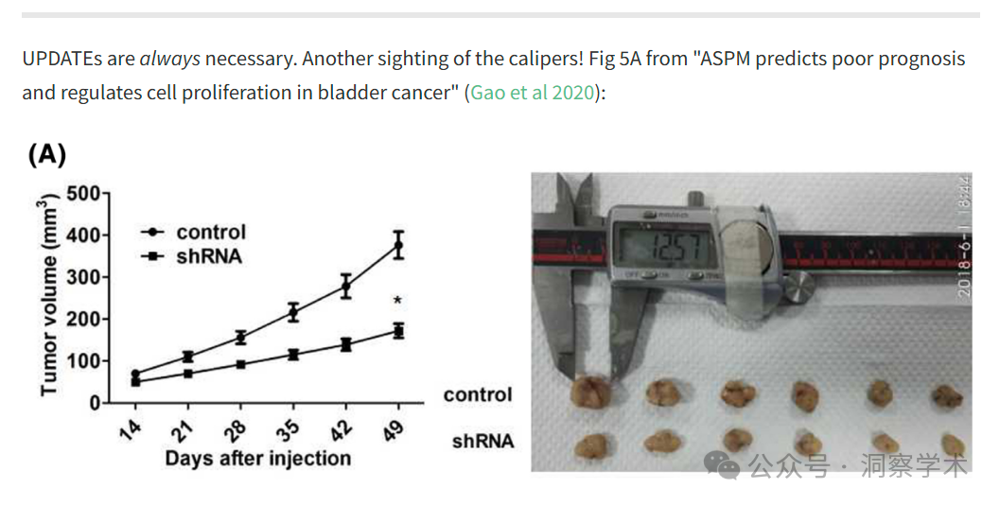 UPDATEs are always necessary. Another sighting of the calipers! Fig 5A from "ASPM predicts poor prognosis
and regulates cell proliferation in bladder cancer" (Gao et al 2020):
(A)
Tumor volume (mm³)
500
400
300
200
100
0
control
shRNA
*
14
21
28
35
42
49
Days after injection
12.57
2018-6-1 18:44
control
shRNA
公众号 · 洞察学术